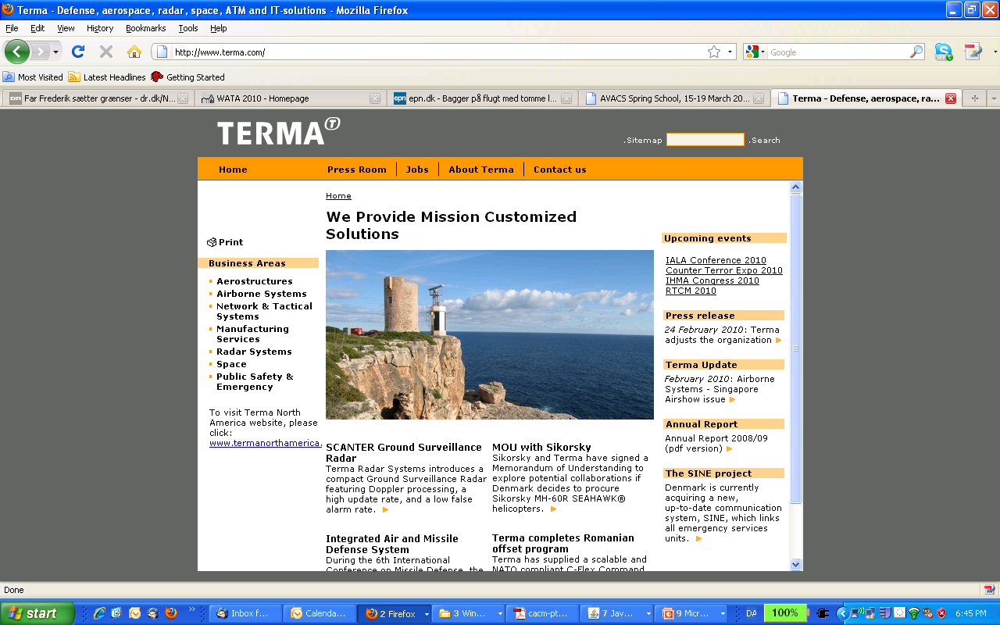 Terma - Defense, aerospace, radar, space, ATM and IT-solutions - Mozilla Firefox
File Edit View History Bookmarks Tools Help
http://www.terma.com/
Google
Most Visited Latest Headlines Getting Started
Far Frederik sætter grænser - dr.dk/N...
WATA 2010 - Homepage
epn.dk - Bagger på flugt med tomme l...
AVACS Spring School, 15-19 March 20...
Terma - Defense, aerospace, ra...
TERMA
.Sitemap .Search
Home Press Room Jobs About Terma Contact us
Print
Business Areas
Aerostructures
Airborne Systems
Network & Tactical
Systems
Manufacturing
Services
Radar Systems
Space
Public Safety &
Emergency
To visit Terma North
America website, please
click:
www.termanorthamerica.
Home
We Provide Mission Customized
Solutions
SCANTER Ground Surveillance
Radar
Terma Radar Systems introduces a
compact Ground Surveillance Radar
featuring Doppler processing, a
high update rate, and a low false
alarm rate.
MOU with Sikorsky
Sikorsky and Terma have signed a
Memorandum of Understanding to
explore potential collaborations if
Denmark decides to procure
Sikorsky MH-60R SEAHAWK®
helicopters.
Integrated Air and Missile
Defense System
During the 6th International
Conference on Missile Defense, the
Terma completes Romanian
offset program
Terma has supplied a scalable and
NATO compliant C-Flex Command
Upcoming events
IALA Conference 2010
Counter Terror Expo 2010
IHMA Congress 2010
RTCM 2010
Press release
24 February 2010: Terma
adjusts the organization
Terma Update
February 2010: Airborne
Systems - Singapore
Airshow issue
Annual Report
Annual Report 2008/09
(pdf version)
The SINE project
Denmark is currently
acquiring a new,
up-to-date communication
system, SINE, which links
all emergency services
units.
Done
start
Inbox f...
Calenda...
2 Firefox
3 Win...
cacm-pt...
7 Jav...
9 Micr...
DA
100%
6:45 PM